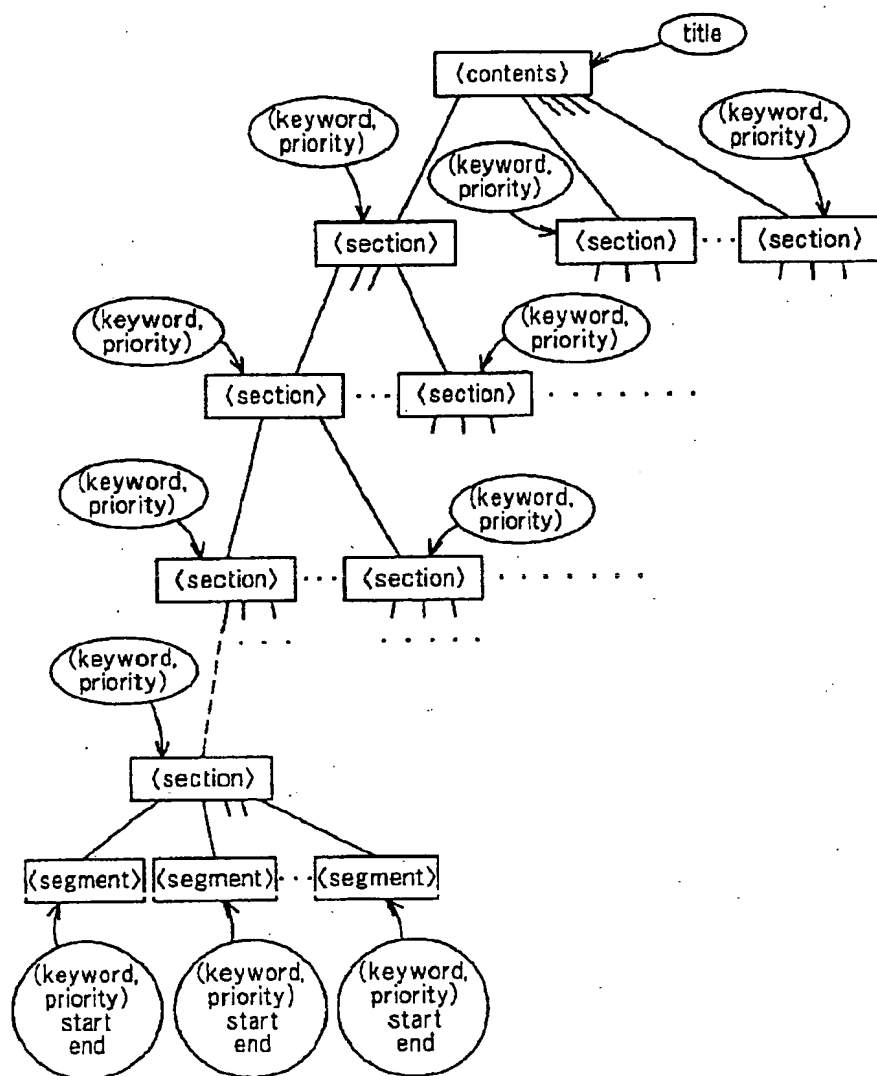 title
<contents>
(keyword,
priority)
(keyword,
priority)
(keyword,
priority)
<section>
<section>
...
<section>
(keyword,
priority)
(keyword,
priority)
<section>
...
<section>
.......
(keyword,
priority)
(keyword,
priority)
<section>
...
<section>
.......
....
.....
(keyword,
priority)
<section>
<segment>
<segment>
...
<segment>
(keyword,
priority)
start
end
(keyword,
priority)
start
end
(keyword,
priority)
start
end